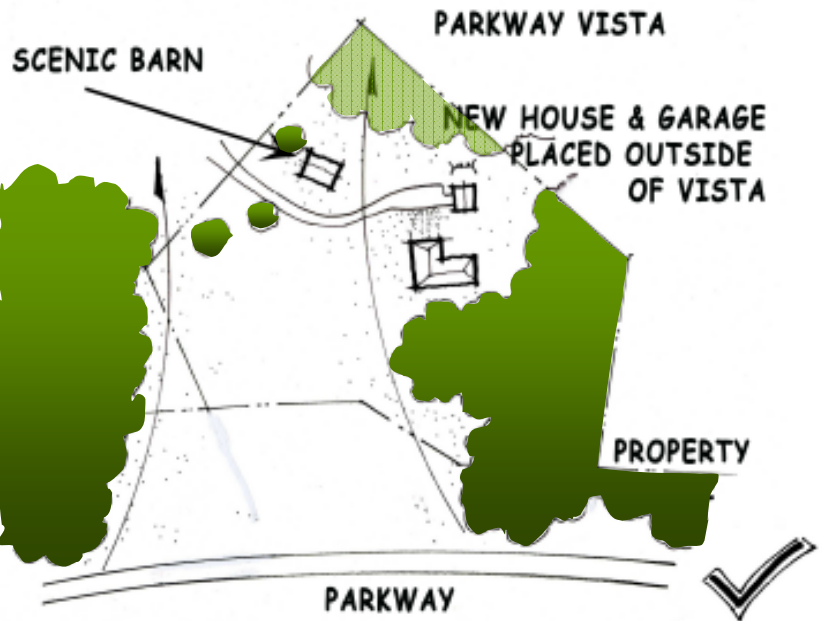 PARKWAY VISTA
SCENIC BARN
NEW HOUSE & GARAGE
PLACED OUTSIDE
OF VISTA
PROPERTY
PARKWAY